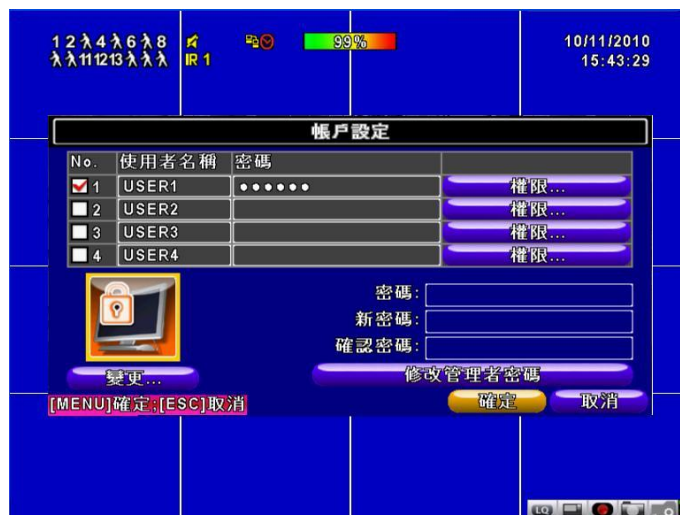 1 2 4 6 8
11 12 13
IR 1
99%
10/11/2010
15:43:29
帳戶設定
No. 使用者名稱 密碼
1 USER1 •••••• 權限...
2 USER2 權限...
3 USER3 權限...
4 USER4 權限...
密碼:
新密碼:
確認密碼:
變更... 修改管理者密碼
[MENU]確定;[ESC]取消 確定 取消
LQ